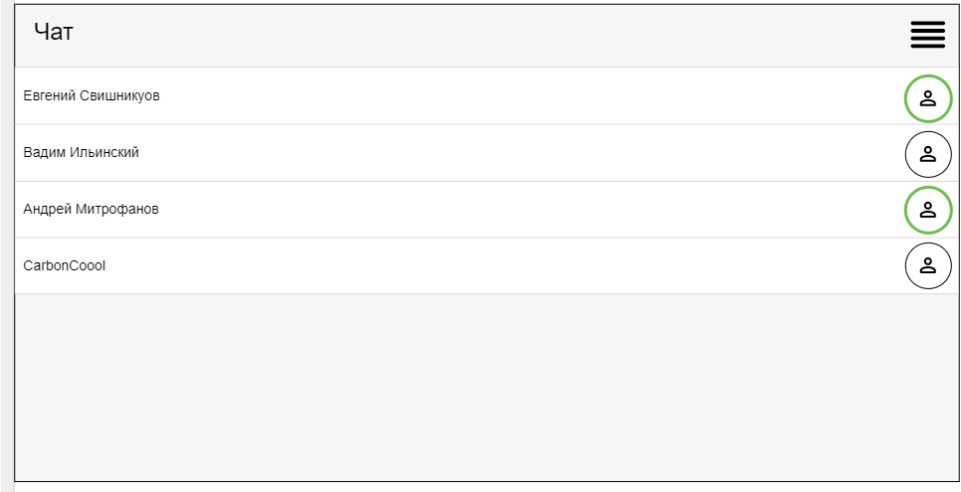 Чат
Евгений Свишникуов
Вадим Ильинский
Андрей Митрофанов
CarbonCoool